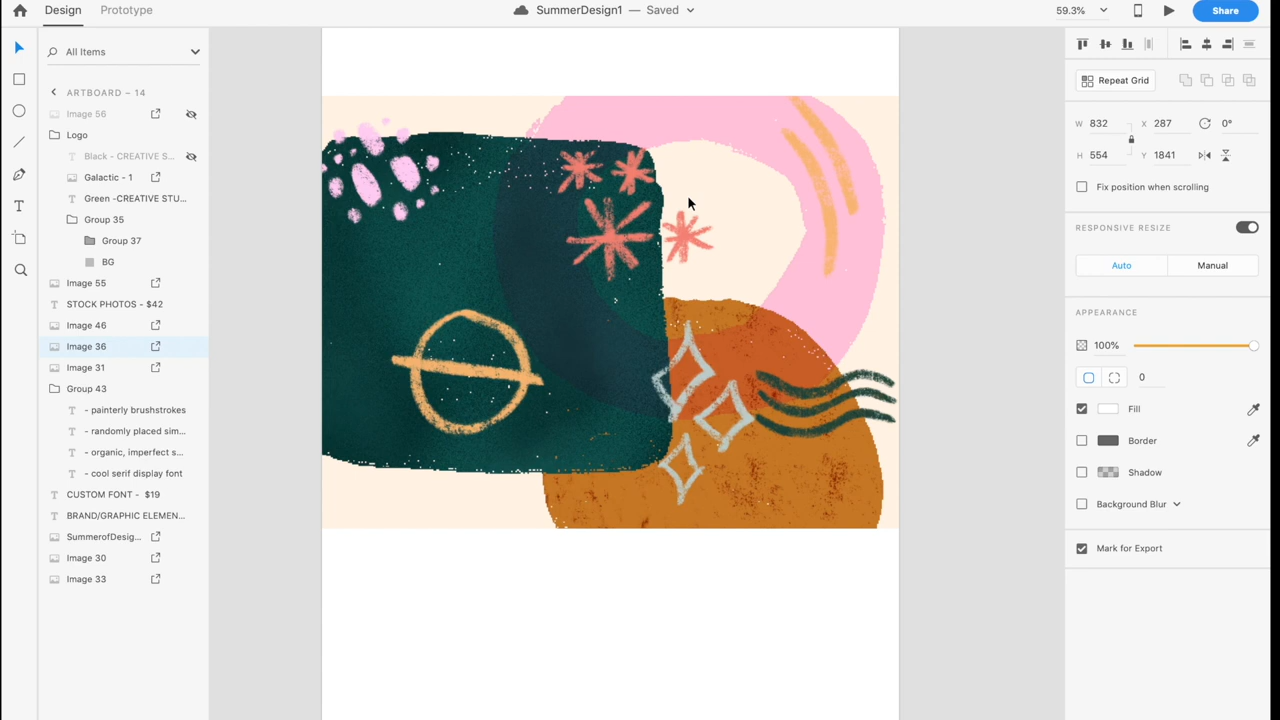 Design Prototype SummerDesign1 — Saved 59.3% Share
All Items
ARTBOARD – 14
Image 56
Logo
Black - CREATIVE S...
Galactic - 1
Green -CREATIVE STU...
Group 35
Group 37
BG
Image 55
STOCK PHOTOS - $42
Image 46
Image 36
Image 31
Group 43
- painterly brushstrokes
- randomly placed sim...
- organic, imperfect s...
- cool serif display font
CUSTOM FONT - $19
BRAND/GRAPHIC ELEMEN...
SummerofDesig...
Image 30
Image 33
Repeat Grid
W 832 X 287 0°
H 554 Y 1841
Fix position when scrolling
RESPONSIVE RESIZE
Auto Manual
APPEARANCE
100%
0
Fill
Border
Shadow
Background Blur
Mark for Export